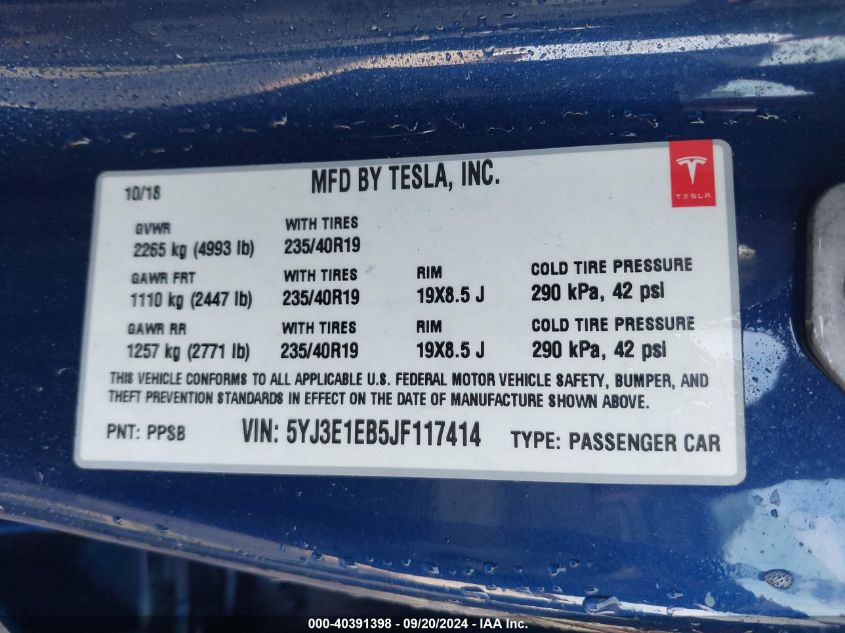 10/18
MFD BY TESLA, INC.
TESLA
GVWR
WITH TIRES
2265 kg (4993 lb)
235/40R19
GAWR FRT
WITH TIRES
RIM
COLD TIRE PRESSURE
1110 kg (2447 lb)
235/40R19
19X8.5 J
290 kPa, 42 psi
GAWR RR
WITH TIRES
RIM
COLD TIRE PRESSURE
1257 kg (2771 lb)
235/40R19
19X8.5 J
290 kPa, 42 psi
THIS VEHICLE CONFORMS TO ALL APPLICABLE U.S. FEDERAL MOTOR VEHICLE SAFETY, BUMPER, AND
THEFT PREVENTION STANDARDS IN EFFECT ON THE DATE OF MANUFACTURE SHOWN ABOVE.
PNT: PPSB
VIN: 5YJ3E1EB5JF117414
TYPE: PASSENGER CAR
000-40391398 - 09/20/2024 - IAAI Inc.